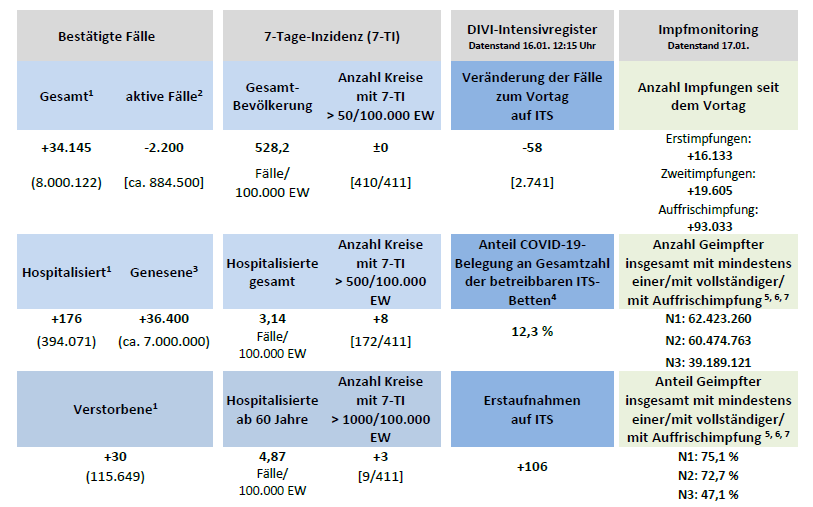 Bestätigte Fälle
7-Tage-Inzidenz (7-TI)
DIVI-Intensivregister
Datenstand 16.01. 12:15 Uhr
Impfmonitoring
Datenstand 17.01.
Gesamt¹
aktive Fälle²
Gesamt-
Bevölkerung
Anzahl Kreise
mit 7-TI
> 50/100.000 EW
Veränderung der Fälle
zum Vortag
auf ITS
Anzahl Impfungen seit
dem Vortag
+34.145
(8.000.122)
-2.200
[ca. 884.500]
528,2
Fälle/
100.000 EW
±0
[410/411]
-58
[2.741]
Erstimpfungen:
+16.133
Zweitimpfungen:
+19.605
Auffrischimpfung:
+93.033
Hospitalisiert¹
Genesene³
Hospitalisierte
gesamt
Anzahl Kreise
mit 7-TI
> 500/100.000
EW
Anteil COVID-19-
Belegung an Gesamtzahl
der betreibbaren ITS-
Betten⁴
Anzahl Geimpfter
insgesamt mit mindestens
einer/mit vollständiger/
mit Auffrischimpfung ⁵, ⁶, ⁷
+176
(394.071)
+36.400
(ca. 7.000.000)
3,14
Fälle/
100.000 EW
+8
[172/411]
12,3 %
N1: 62.423.260
N2: 60.474.763
N3: 39.189.121
Verstorbene¹
Hospitalisierte
ab 60 Jahre
Anzahl Kreise
mit 7-TI
> 1000/100.000
EW
Erstaufnahmen
auf ITS
Anteil Geimpfter
insgesamt mit mindestens
einer/mit vollständiger/
mit Auffrischimpfung ⁵, ⁶, ⁷
+30
(115.649)
4,87
Fälle/
100.000 EW
+3
[9/411]
+106
N1: 75,1 %
N2: 72,7 %
N3: 47,1 %